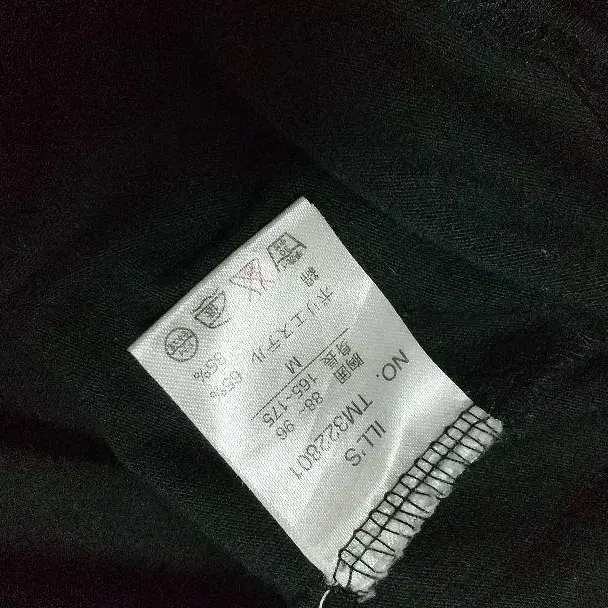 ILL'S
NO. TM322801
胸囲 88~96
身長 165~175
M
ポリエステル 65%
綿 35%